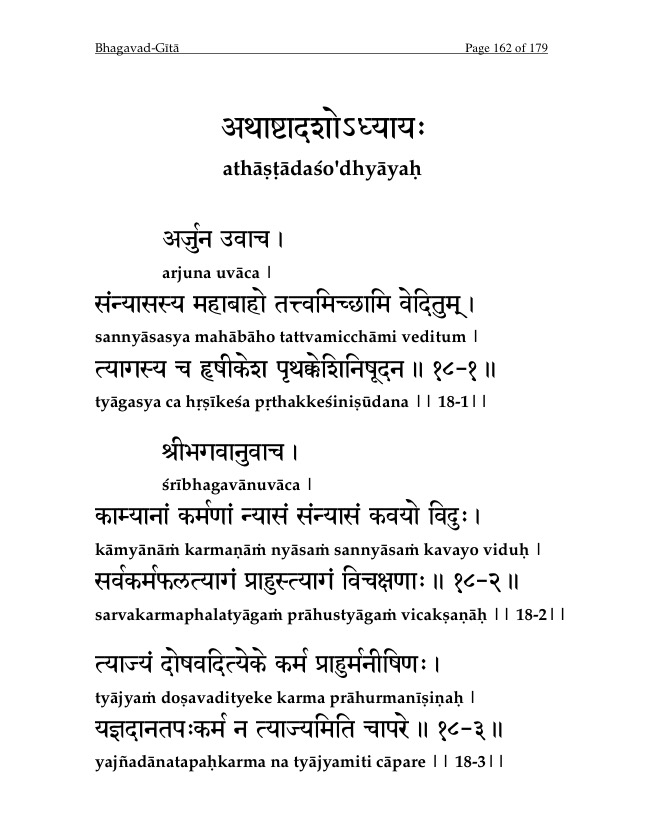 Bhagavad-Gītā Page 162 of 179
अथाष्टादशोऽध्यायः
athāṣṭādaśo'dhyāyaḥ
अर्जुन उवाच ।
arjuna uvāca |
संन्यासस्य महाबाहो तत्त्वमिच्छामि वेदितुम् ।
sannyāsasya mahābāho tattvamicchāmi veditum |
त्यागस्य च हृषीकेश पृथक्केशिनिषूदन ॥ १८-१॥
tyāgasya ca hṛṣīkeśa pṛthakkeśiniṣūdana || 18-1||
श्रीभगवानुवाच ।
śrībhagavānuvāca |
काम्यानां कर्मणां न्यासं संन्यासं कवयो विदुः ।
kāmyānāṁ karmaṇāṁ nyāsaṁ sannyāsaṁ kavayo viduḥ |
सर्वकर्मफलत्यागं प्राहुस्त्यागं विचक्षणाः ॥ १८-२॥
sarvakarmaphalatyāgaṁ prāhustyāgaṁ vicakṣaṇāḥ || 18-2||
त्याज्यं दोषवदित्येके कर्म प्राहुर्मनीषिणः ।
tyājyaṁ doṣavadityeke karma prāhurmanīṣiṇaḥ |
यज्ञदानतपःकर्म न त्याज्यमिति चापरे ॥ १८-३॥
yajñadānatapaḥkarma na tyājyamiti cāpare || 18-3||